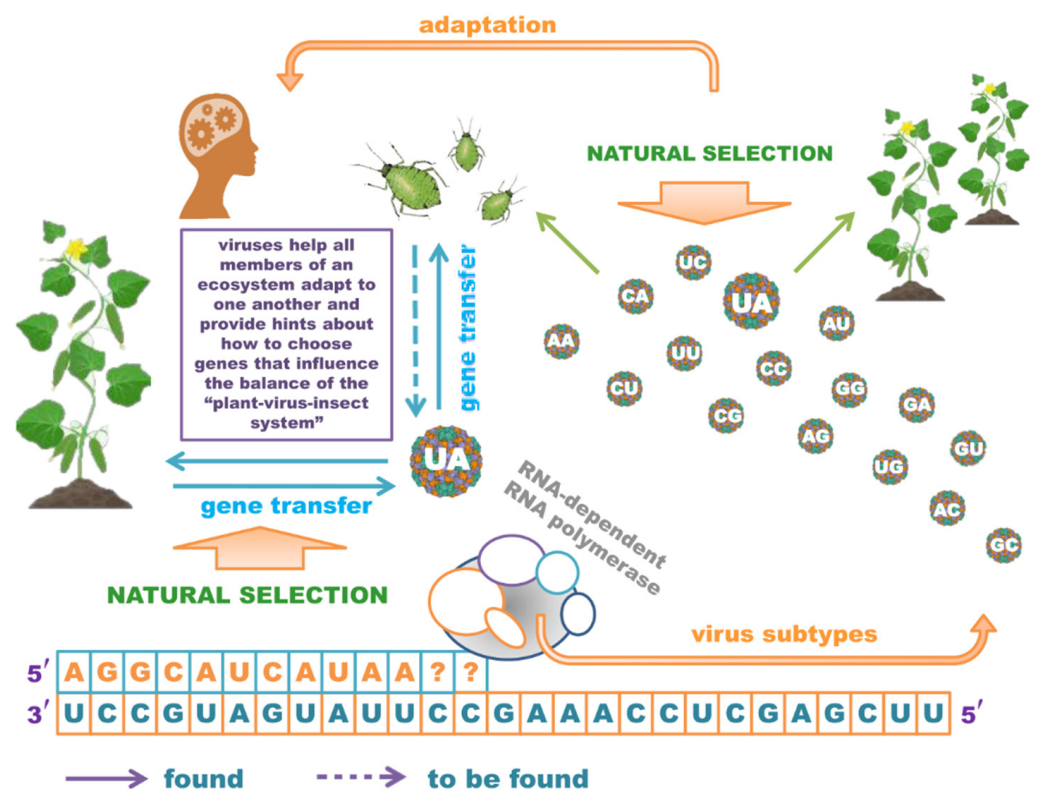 adaptation
NATURAL SELECTION
viruses help all
members of an
ecosystem adapt to
one another and
provide hints about
how to choose
genes that influence
the balance of the
“plant-virus-insect
system”
gene transfer
UC
CA
UA
AU
AA
UU
CC
CU
GG
CG
GA
AG
GU
UG
AC
GC
UA
gene transfer
NATURAL SELECTION
RNA-dependent
RNA polymerase
virus subtypes
5′ A G G C A U C A U A A ? ?
3′ U C C G U A G U A U U C C G A A A C C U C G A G C U U 5′
found
to be found